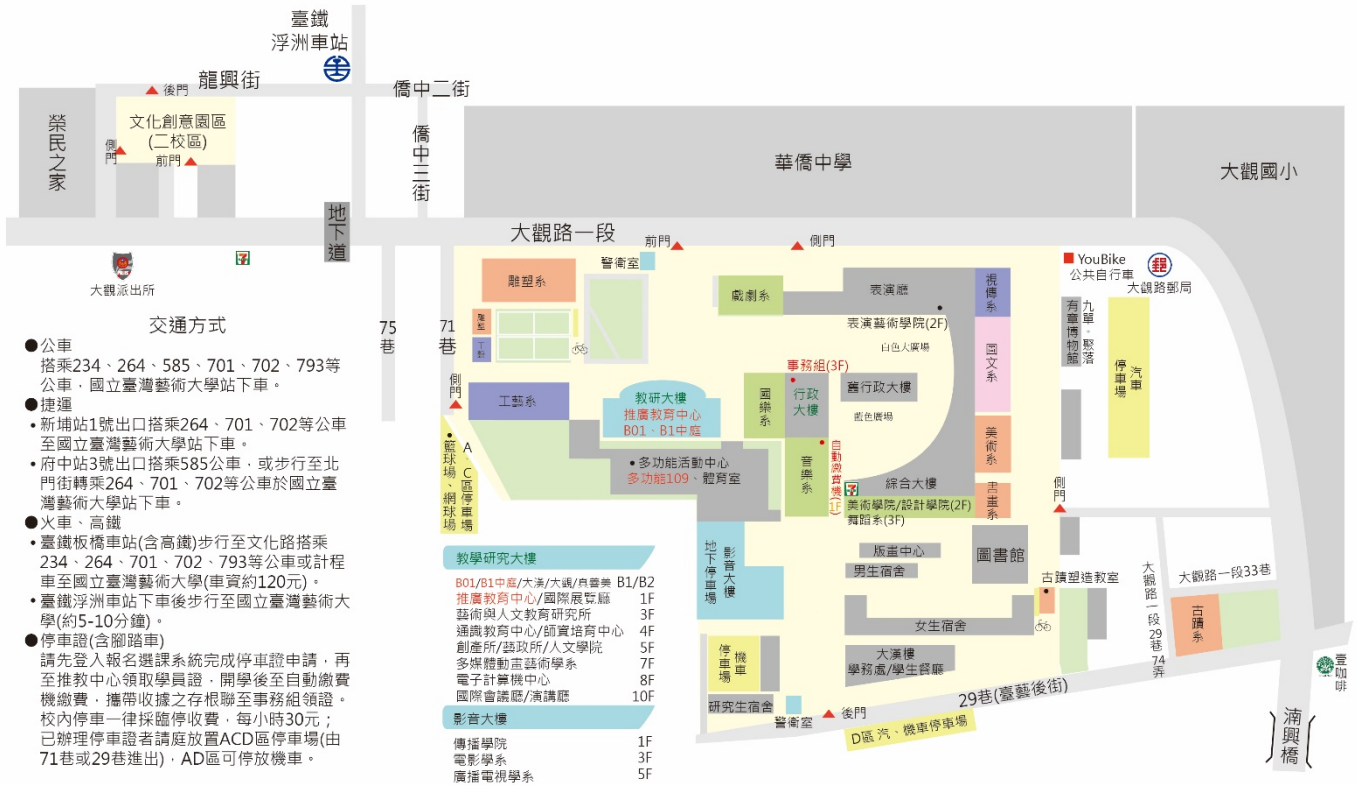 臺鐵
浮洲車站
龍興街
後門
僑中二街
榮民之家
文化創意園區
(二校區)
側門
前門
僑中三街
華僑中學
大觀國小
地下道
大觀路一段
前門
側門
警衛室
大觀派出所
7
YouBike
公共自行車
大觀路郵局
郵
75巷
71巷
側門
雕塑系
雕塑
工藝
工藝系
戲劇系
表演廳
表演藝術學院(2F)
白色大廣場
視傳系
圖文系
美術系
書畫系
有章博物館
九單・聚落
汽車停車場
事務組(3F)
教研大樓
推廣教育中心
B01、B1中庭
國樂系
行政大樓
舊行政大樓
藍色廣場
音樂系
自動繳費機(1F)
7
綜合大樓
美術學院/設計學院(2F)
舞蹈系(3F)
•多功能活動中心
多功能109、體育室
•籃球場、網球場
A、C區停車場
側門
地下停車場
影音大樓
版畫中心
男生宿舍
圖書館
女生宿舍
古蹟塑造教室
大漢樓
學務處/學生餐廳
機車停車場
研究生宿舍
警衛室
後門
29巷(臺藝後街)
D區 汽、機車停車場
大觀路一段29巷74弄
大觀路一段33巷
古蹟系
壹咖啡
湳興橋
交通方式
●公車
搭乘234、264、585、701、702、793等
公車，國立臺灣藝術大學站下車。
●捷運
•新埔站1號出口搭乘264、701、702等公車
至國立臺灣藝術大學站下車。
•府中站3號出口搭乘585公車，或步行至北
門街轉乘264、701、702等公車於國立臺
灣藝術大學站下車。
●火車、高鐵
•臺鐵板橋車站(含高鐵)步行至文化路搭乘
234、264、701、702、793等公車或計程
車至國立臺灣藝術大學(車資約120元)。
•臺鐵浮洲車站下車後步行至國立臺灣藝術大
學(約5-10分鐘)。
●停車證(含腳踏車)
請先登入報名選課系統完成停車證申請，再
至推教中心領取學員證，開學後至自動繳費
機繳費，攜帶收據之存根聯至事務組領證。
校內停車一律採臨停收費，每小時30元；
已辦理停車證者請庭放置ACD區停車場(由
71巷或29巷進出)，AD區可停放機車。
教學研究大樓
B01/B1中庭/大漢/大觀/真善美 B1/B2
推廣教育中心/國際展覽廳 1F
藝術與人文教育研究所 3F
通識教育中心/師資培育中心 4F
創產所/藝政所/人文學院 5F
多媒體動畫藝術學系 7F
電子計算機中心 8F
國際會議廳/演講廳 10F
影音大樓
傳播學院 1F
電影學系 3F
廣播電視學系 5F